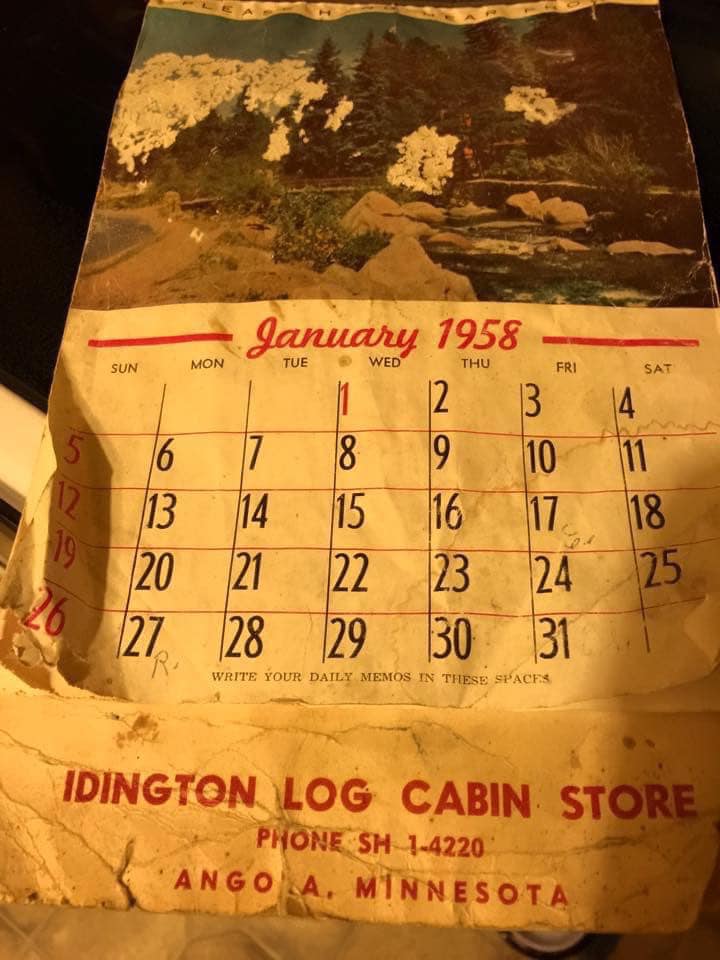 January 1958
SUN MON TUE WED THU FRI SAT
1 2 3 4
5 6 7 8 9 10 11
12 13 14 15 16 17 18
19 20 21 22 23 24 25
26 27 28 29 30 31
R.
WRITE YOUR DAILY MEMOS IN THESE SPACES
IDINGTON LOG CABIN STORE
PHONE SH 1-4220
ANGO A, MINNESOTA